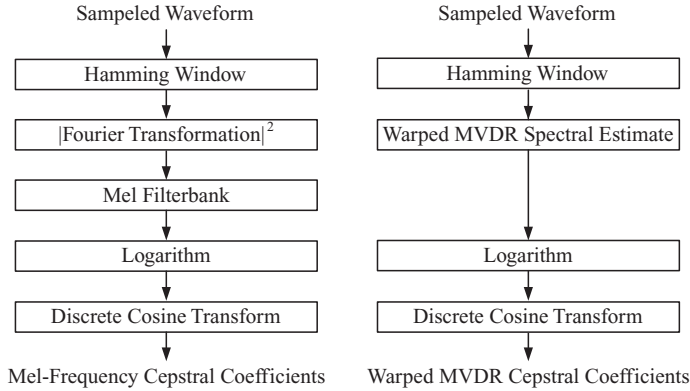 Sampeled Waveform
Hamming Window
|Fourier Transformation|²
Mel Filterbank
Logarithm
Discrete Cosine Transform
Mel-Frequency Cepstral Coefficients
Sampeled Waveform
Hamming Window
Warped MVDR Spectral Estimate
Logarithm
Discrete Cosine Transform
Warped MVDR Cepstral Coefficients